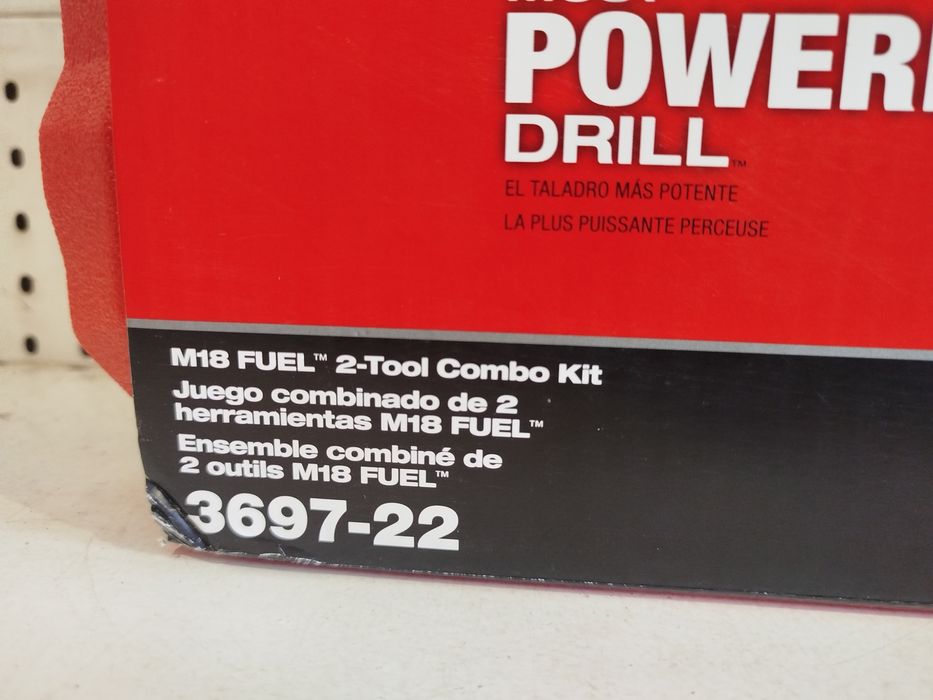 POWER
DRILL™
EL TALADRO MÁS POTENTE
LA PLUS PUISSANTE PERCEUSE
M18 FUEL™ 2-Tool Combo Kit
Juego combinado de 2
herramientas M18 FUEL™
Ensemble combiné de
2 outils M18 FUEL™
3697-22